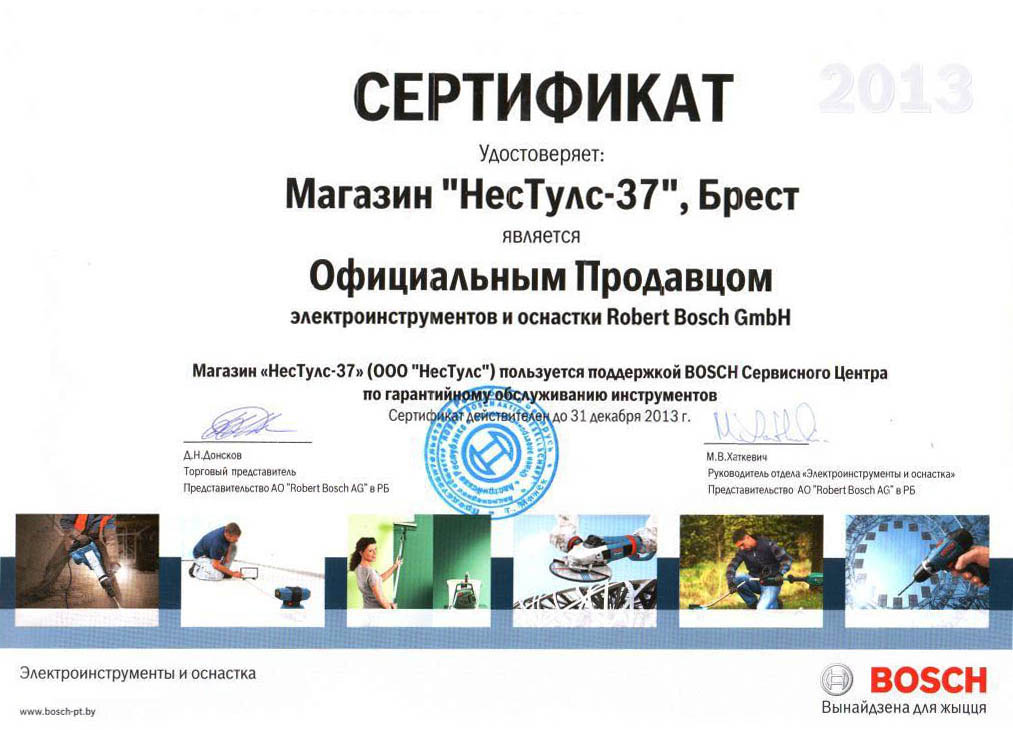 2013
СЕРТИФИКАТ
Удостоверяет:
Магазин "НесТулс-37", Брест
является
Официальным Продавцом
электроинструментов и оснастки Robert Bosch GmbH
Магазин «НесТулс-37» (ООО "НесТулс") пользуется поддержкой BOSCH Сервисного Центра
по гарантийному обслуживанию инструментов
Сертификат действителен до 31 декабря 2013 г.
Д.Н.Донсков
Торговый представитель
Представительство АО "Robert Bosch AG" в РБ
М.В.Хаткевич
Руководитель отдела «Электроинструменты и оснастка»
Представительство АО "Robert Bosch AG" в РБ
г. Минск
Электроинструменты и оснастка
www.bosch-pt.by
BOSCH
Вынайдзена для жыцця